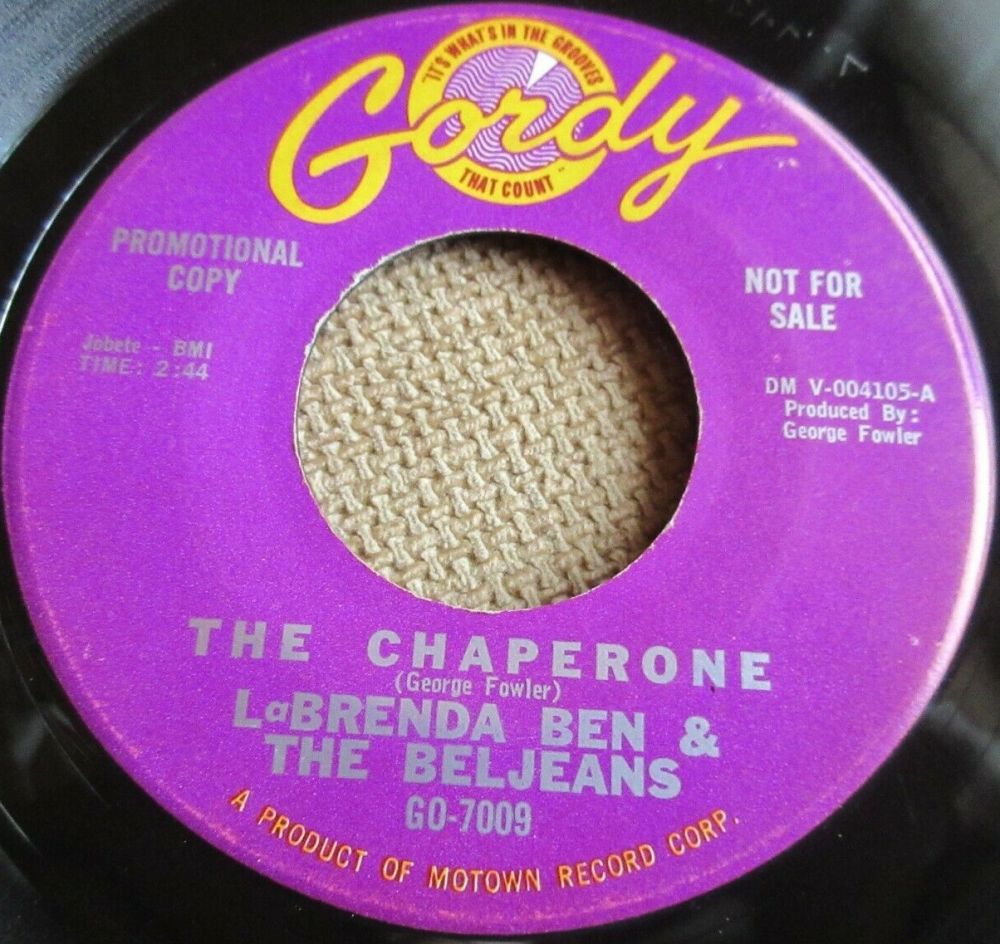 "IT'S WHAT'S IN THE GROOVES
Gordy
THAT COUNT"
PROMOTIONAL
COPY
NOT FOR
SALE
Jobete - BMI
TIME: 2:44
DM V-004105-A
Produced By:
George Fowler
THE CHAPERONE
(George Fowler)
LaBRENDA BEN &
THE BELJEANS
GO-7009
A PRODUCT OF MOTOWN RECORD CORP.